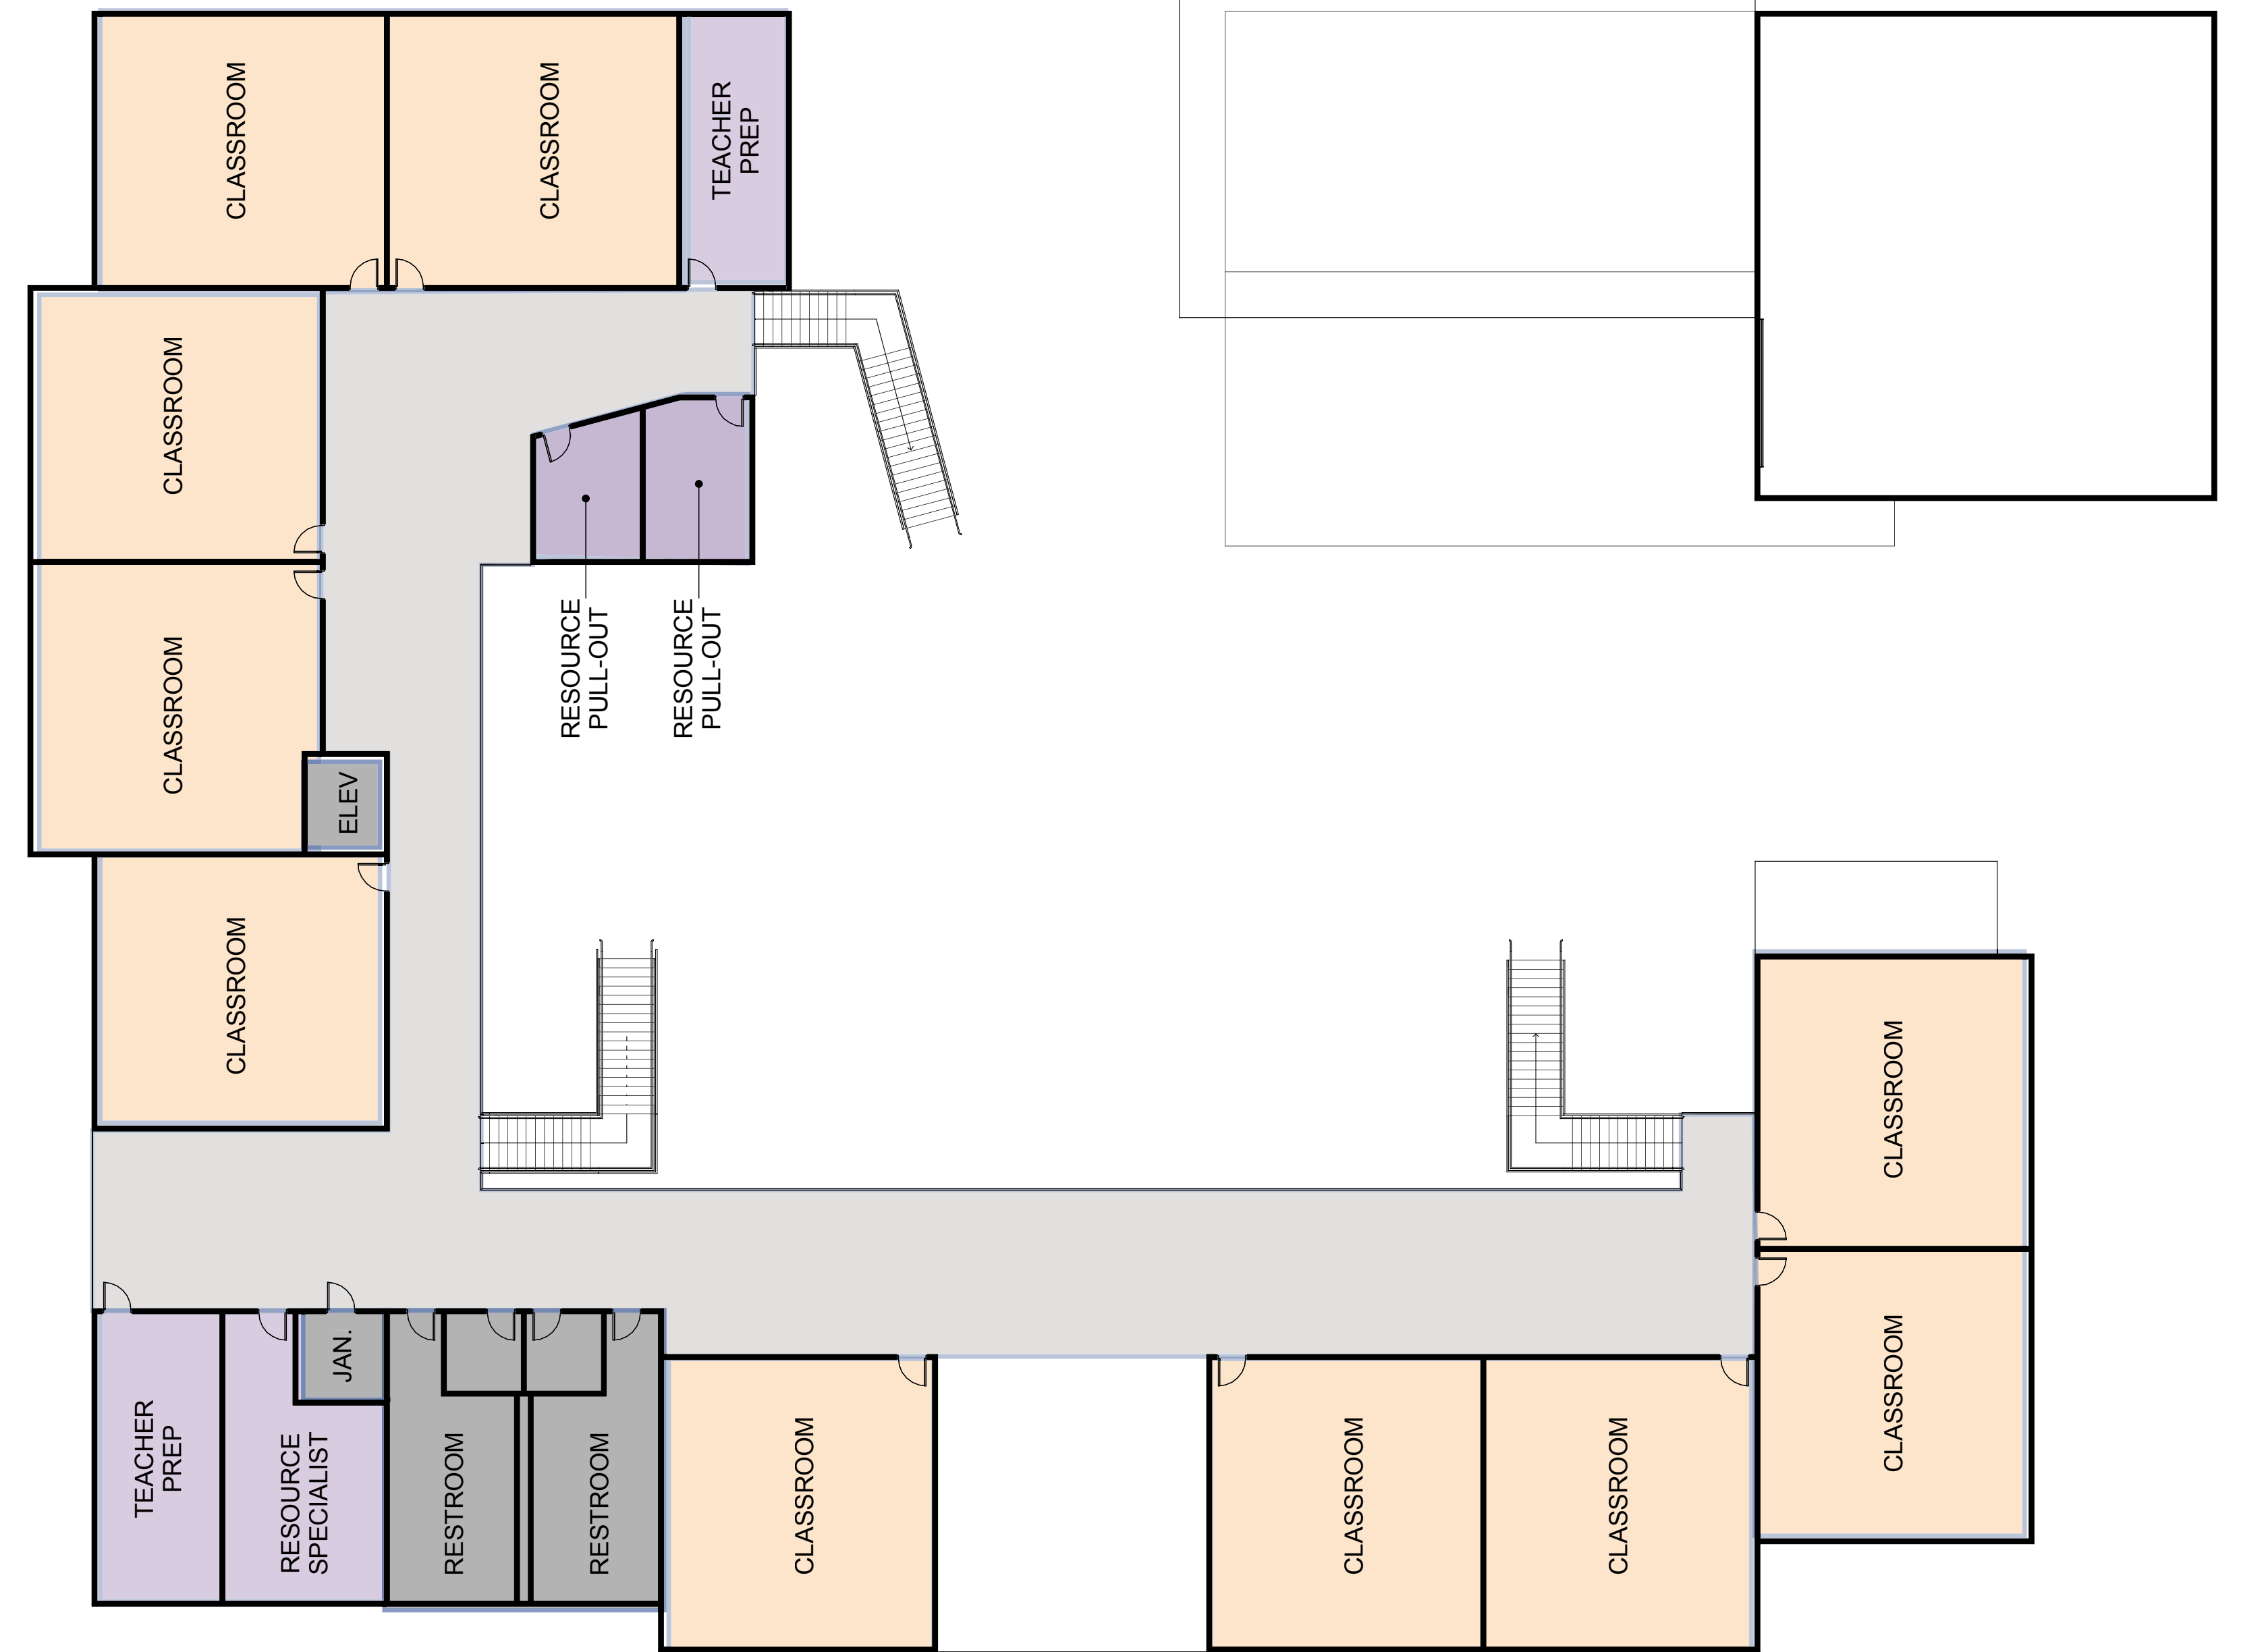 CLASSROOM
CLASSROOM
TEACHER
PREP
CLASSROOM
CLASSROOM
RESOURCE
PULL-OUT
RESOURCE
PULL-OUT
ELEV
CLASSROOM
CLASSROOM
CLASSROOM
JAN.
TEACHER
PREP
RESOURCE
SPECIALIST
RESTROOM
RESTROOM
CLASSROOM
CLASSROOM
CLASSROOM